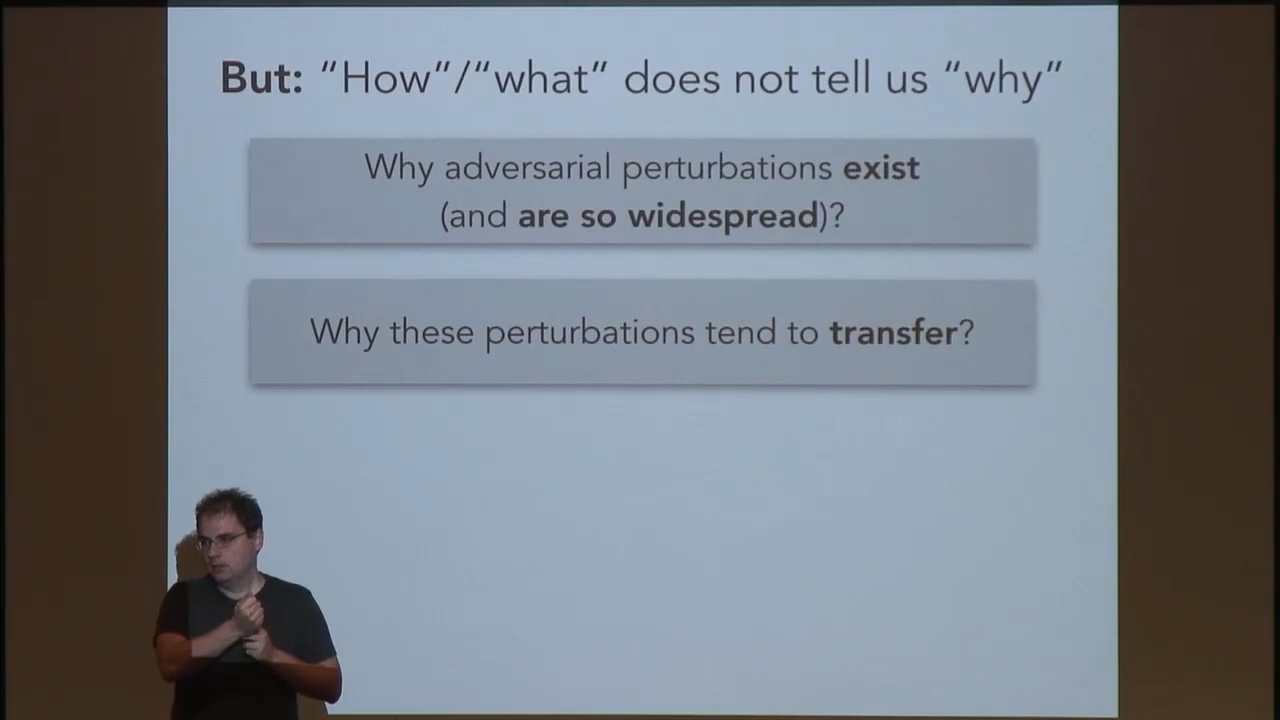 But: “How”/“what” does not tell us “why”
Why adversarial perturbations exist
(and are so widespread)?
Why these perturbations tend to transfer?